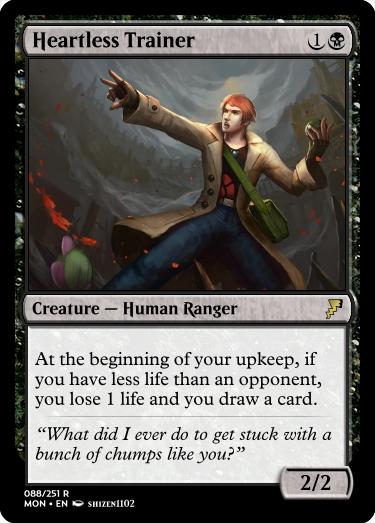 Heartless Trainer 1
Creature — Human Ranger
At the beginning of your upkeep, if
you have less life than an opponent,
you lose 1 life and you draw a card.
“What did I ever do to get stuck with a
bunch of chumps like you?”
2/2
088/251 R
MON • EN SHIZEN1102